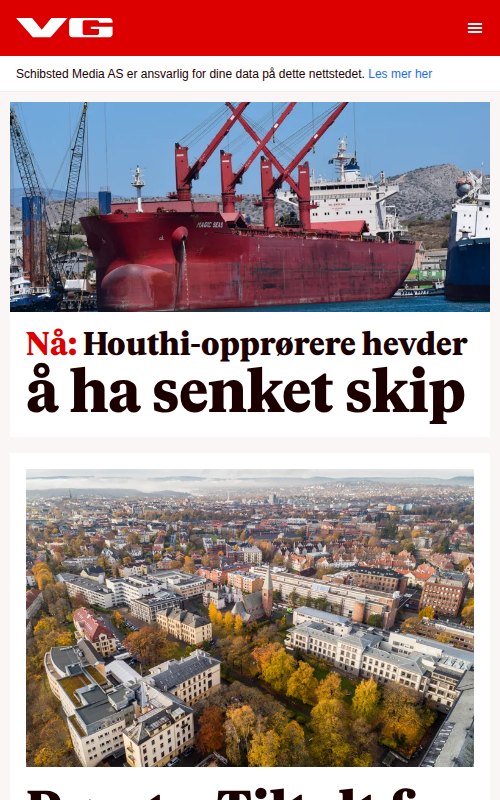 VG
Schibsted Media AS er ansvarlig for dine data på dette nettstedet. Les mer her
MAGIC SEAS
Nå: Houthi-opprørere hevder
å ha senket skip